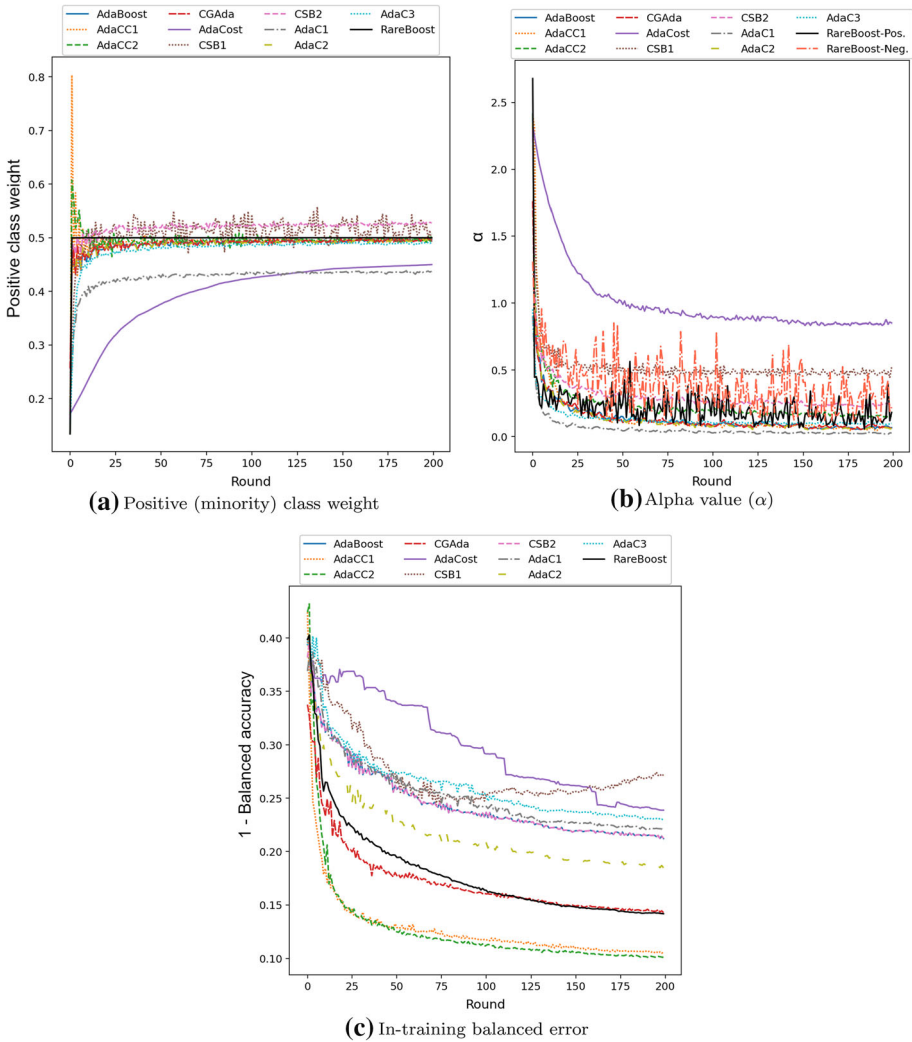 AdaBoost CGAda CSB2 AdaC3
AdaCC1 AdaCost AdaC1 RareBoost
AdaCC2 CSB1 AdaC2
Positive class weight
0.8
0.7
0.6
0.5
0.4
0.3
0.2
0 25 50 75 100 125 150 175 200
Round
(a) Positive (minority) class weight
AdaBoost CGAda CSB2 AdaC3
AdaCC1 AdaCost AdaC1 RareBoost-Pos.
AdaCC2 CSB1 AdaC2 RareBoost-Neg.
α
2.5
2.0
1.5
1.0
0.5
0.0
0 25 50 75 100 125 150 175 200
Round
(b) Alpha value (α)
AdaBoost CGAda CSB2 AdaC3
AdaCC1 AdaCost AdaC1 RareBoost
AdaCC2 CSB1 AdaC2
1 - Balanced accuracy
0.40
0.35
0.30
0.25
0.20
0.15
0.10
0 25 50 75 100 125 150 175 200
Round
(c) In-training balanced error